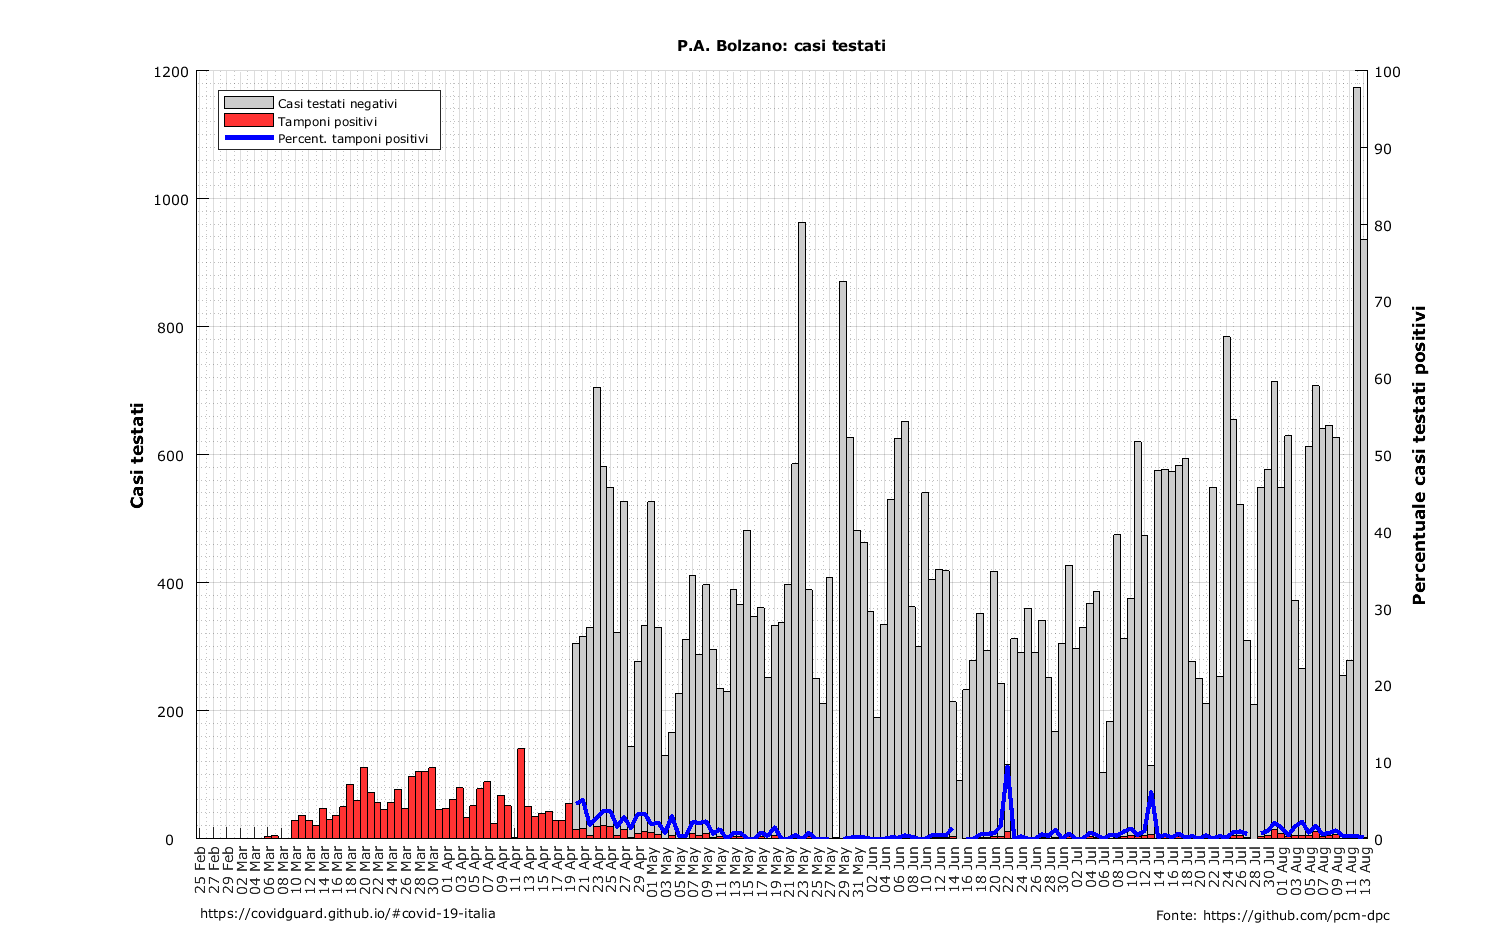 P.A. Bolzano: casi testati
1200
1000
800
600
400
200
0
100
90
80
70
60
50
40
30
20
10
0
Casi testati negativi
Tamponi positivi
Percent. tamponi positivi
Casi testati
Percentuale casi testati positivi
25 Feb
27 Feb
29 Feb
02 Mar
04 Mar
06 Mar
08 Mar
10 Mar
12 Mar
14 Mar
16 Mar
18 Mar
20 Mar
22 Mar
24 Mar
26 Mar
28 Mar
30 Mar
01 Apr
03 Apr
05 Apr
07 Apr
09 Apr
11 Apr
13 Apr
15 Apr
17 Apr
19 Apr
21 Apr
23 Apr
25 Apr
27 Apr
29 Apr
01 May
03 May
05 May
07 May
09 May
11 May
13 May
15 May
17 May
19 May
21 May
23 May
25 May
27 May
29 May
31 May
02 Jun
04 Jun
06 Jun
08 Jun
10 Jun
12 Jun
14 Jun
16 Jun
18 Jun
20 Jun
22 Jun
24 Jun
26 Jun
28 Jun
30 Jun
02 Jul
04 Jul
06 Jul
08 Jul
10 Jul
12 Jul
14 Jul
16 Jul
18 Jul
20 Jul
22 Jul
24 Jul
26 Jul
28 Jul
30 Jul
01 Aug
03 Aug
05 Aug
07 Aug
09 Aug
11 Aug
13 Aug
https://covidguard.github.io/#covid-19-italia
Fonte: https://github.com/pcm-dpc